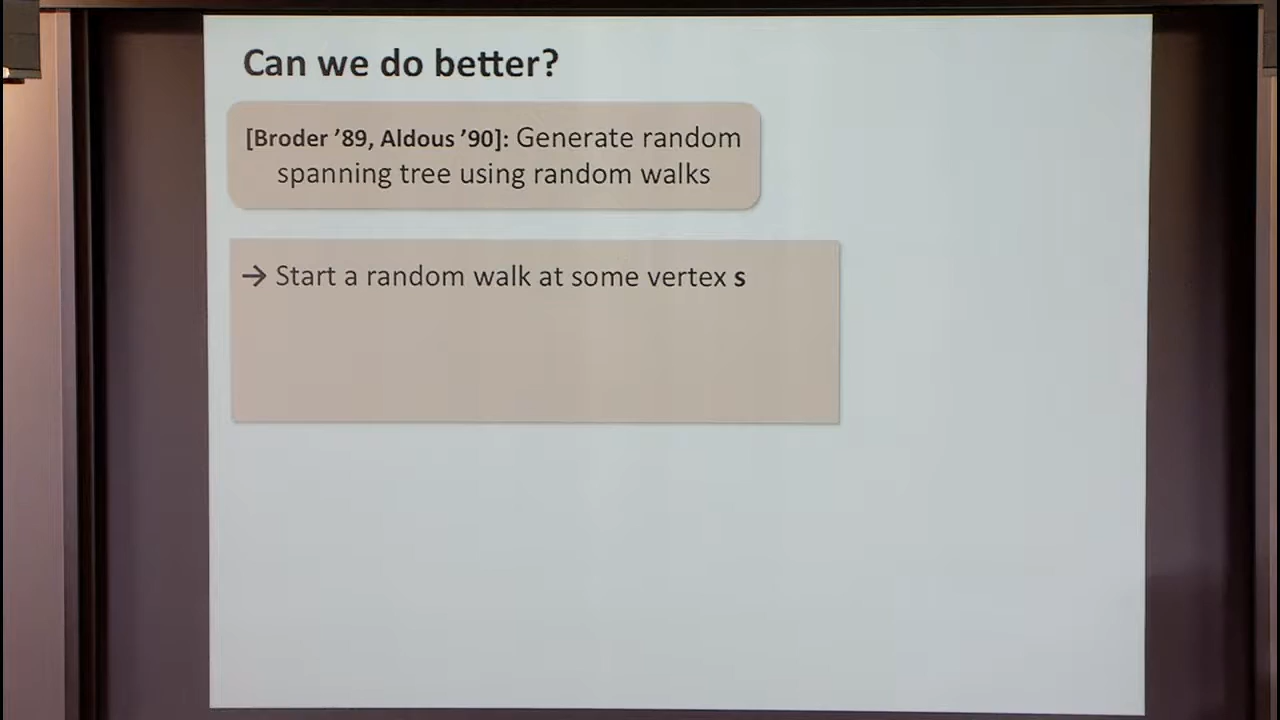 Can we do better?
[Broder ’89, Aldous ’90]: Generate random
spanning tree using random walks
→ Start a random walk at some vertex s